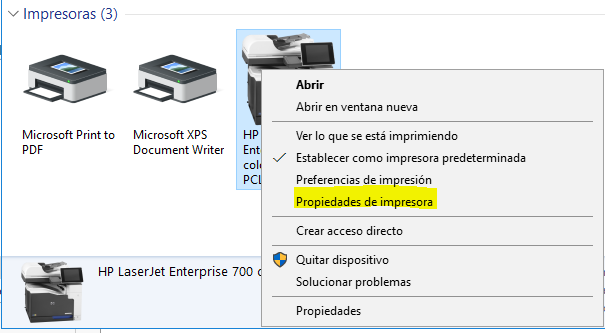 Impresoras (3)
Microsoft Print to
PDF
Microsoft XPS
Document Writer
HP
Ente
colo
PCL
Abrir
Abrir en ventana nueva
Ver lo que se está imprimiendo
Establecer como impresora predeterminada
Preferencias de impresión
Propiedades de impresora
Crear acceso directo
Quitar dispositivo
Solucionar problemas
Propiedades
HP LaserJet Enterprise 700 c